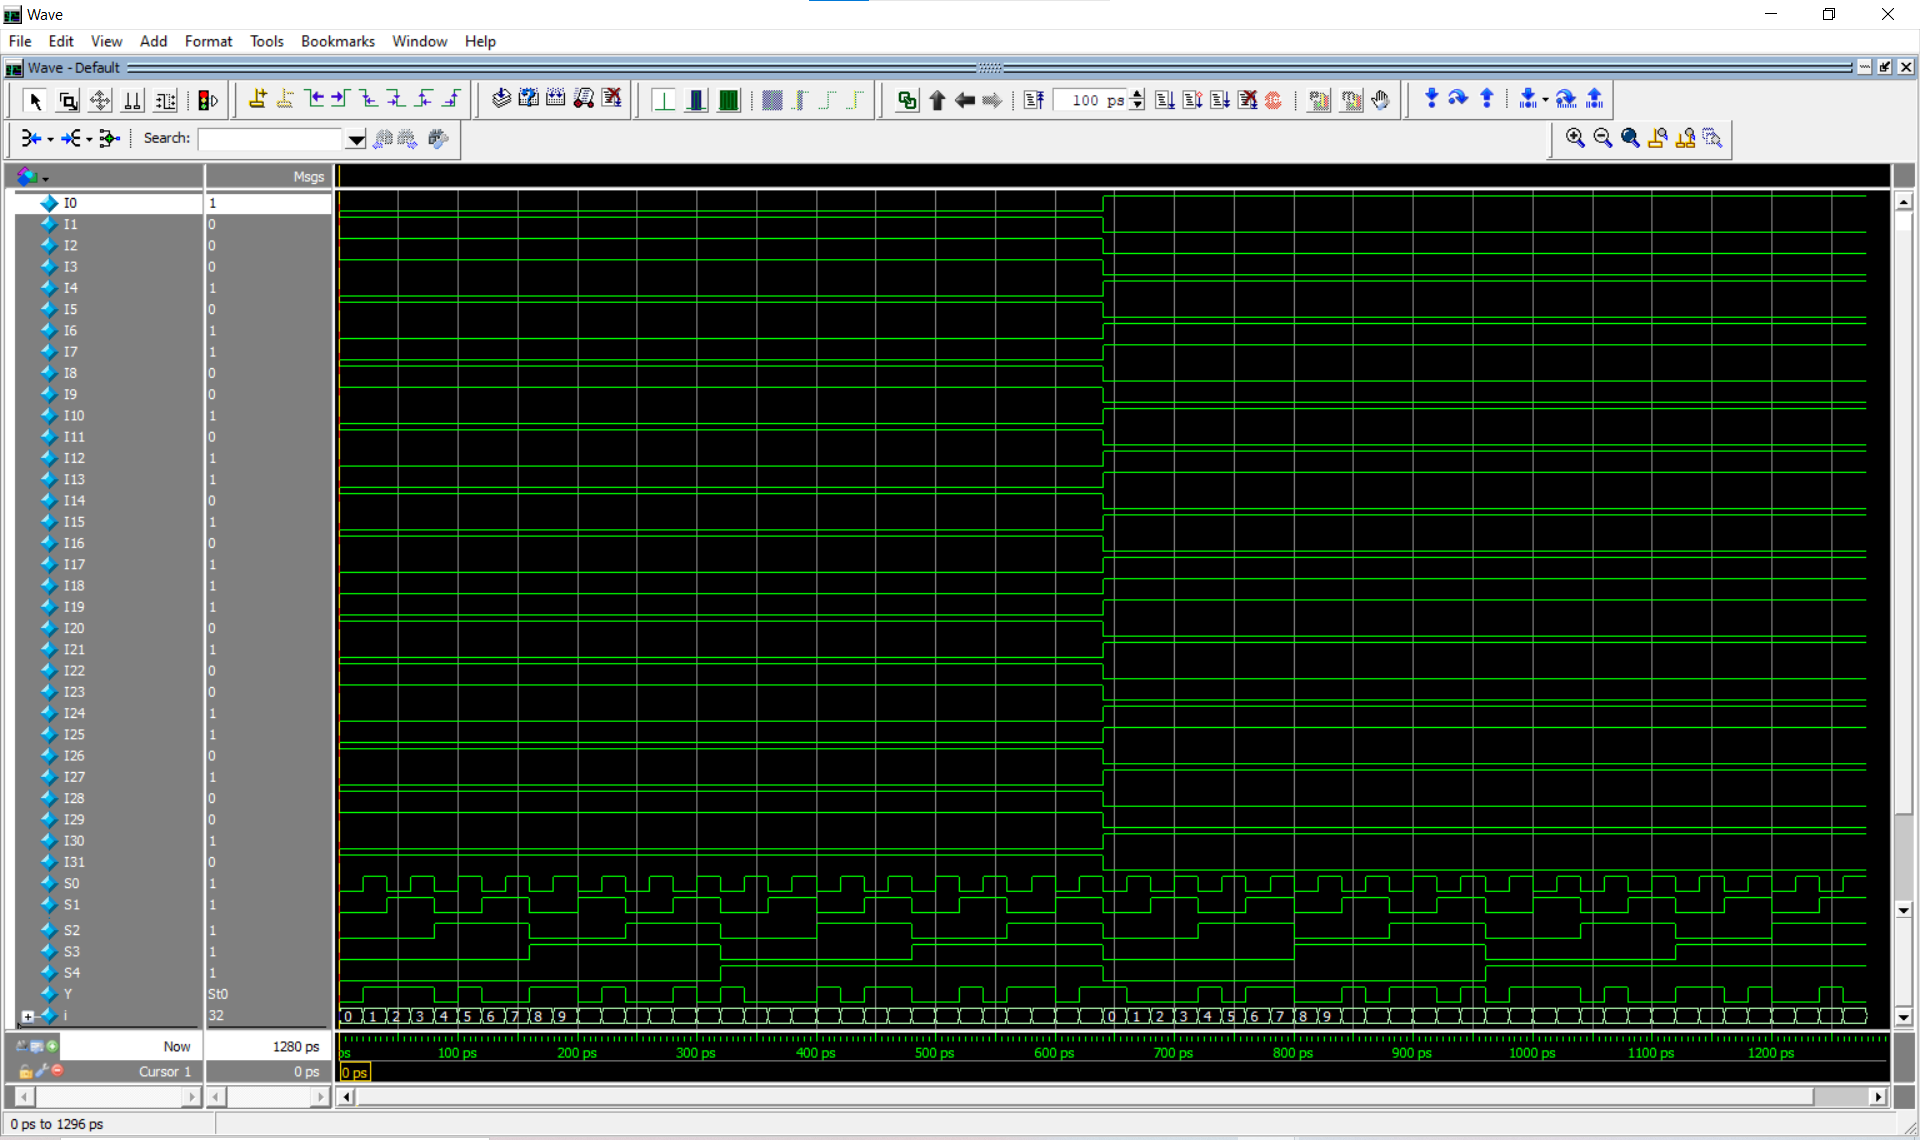 Wave
File Edit View Add Format Tools Bookmarks Window Help
Wave - Default
100 ps
Search:
Msgs
I0 1
I1 0
I2 0
I3 0
I4 1
I5 0
I6 1
I7 1
I8 0
I9 0
I10 1
I11 0
I12 1
I13 1
I14 0
I15 1
I16 0
I17 1
I18 1
I19 1
I20 0
I21 1
I22 0
I23 0
I24 1
I25 1
I26 0
I27 1
I28 0
I29 0
I30 1
I31 0
S0 1
S1 1
S2 1
S3 1
S4 1
Y St0
i 32 0 1 2 3 4 5 6 7 8 9 0 1 2 3 4 5 6 7 8 9
Now 1280 ps ps 100 ps 200 ps 300 ps 400 ps 500 ps 600 ps 700 ps 800 ps 900 ps 1000 ps 1100 ps 1200 ps
Cursor 1 0 ps 0 ps
0 ps to 1296 ps